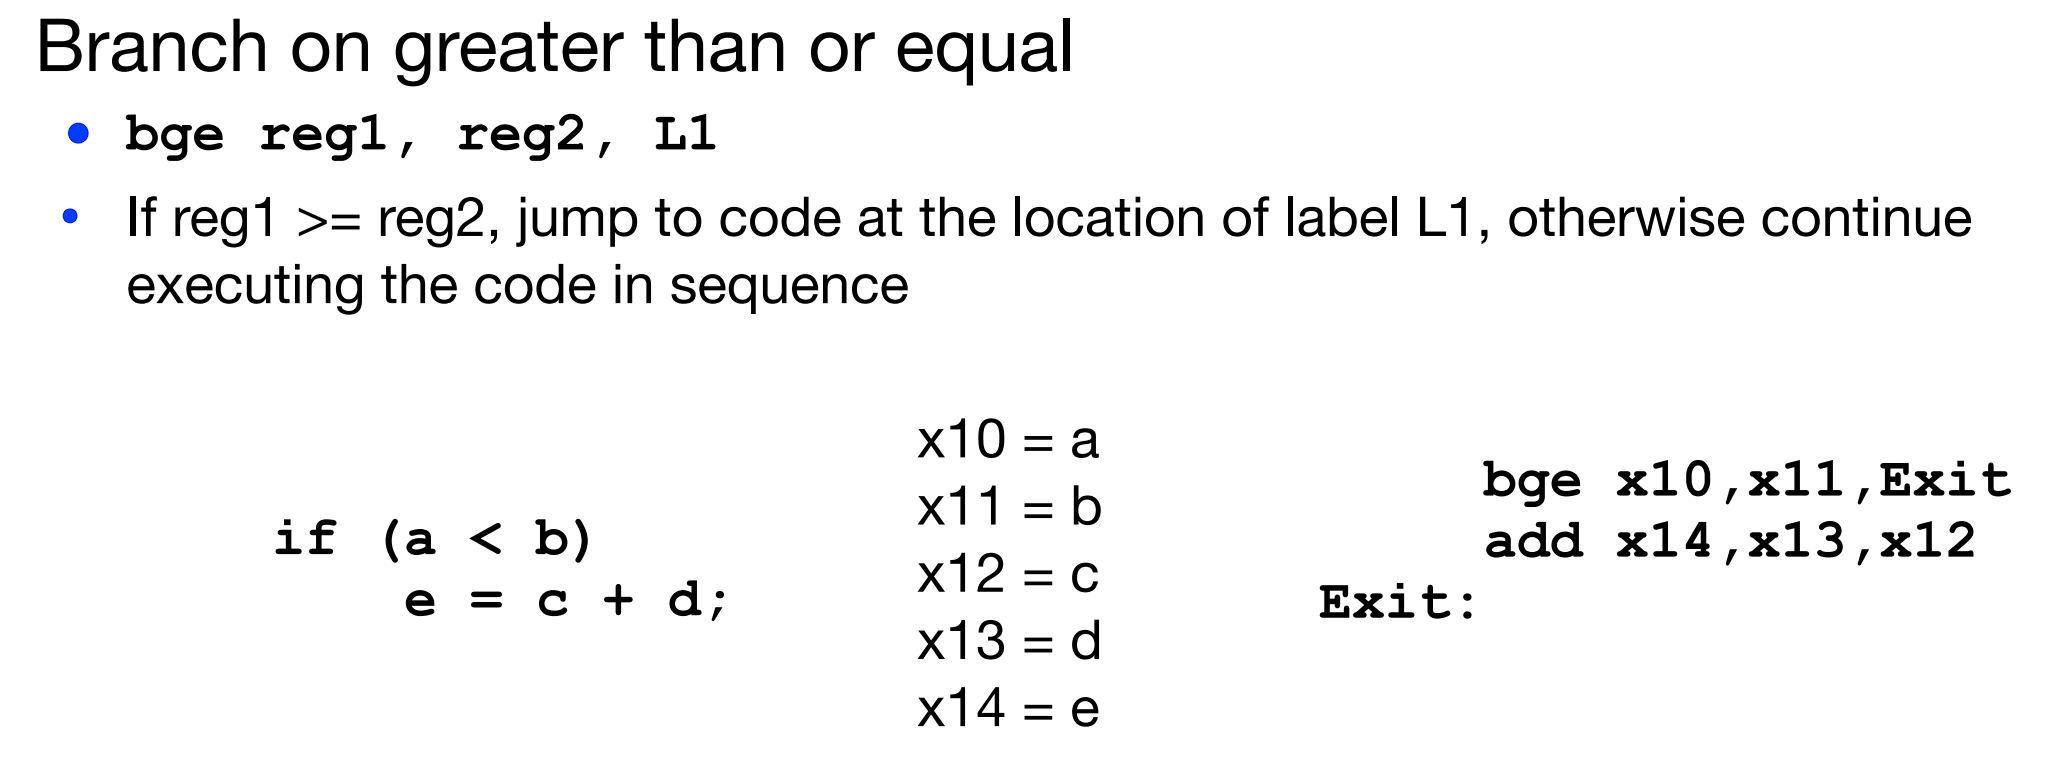 Branch on greater than or equal
• bge reg1, reg2, L1
• If reg1 >= reg2, jump to code at the location of label L1, otherwise continue
executing the code in sequence
if (a < b)
e = c + d;
x10 = a
x11 = b
x12 = c
x13 = d
x14 = e
bge x10,x11,Exit
add x14,x13,x12
Exit: